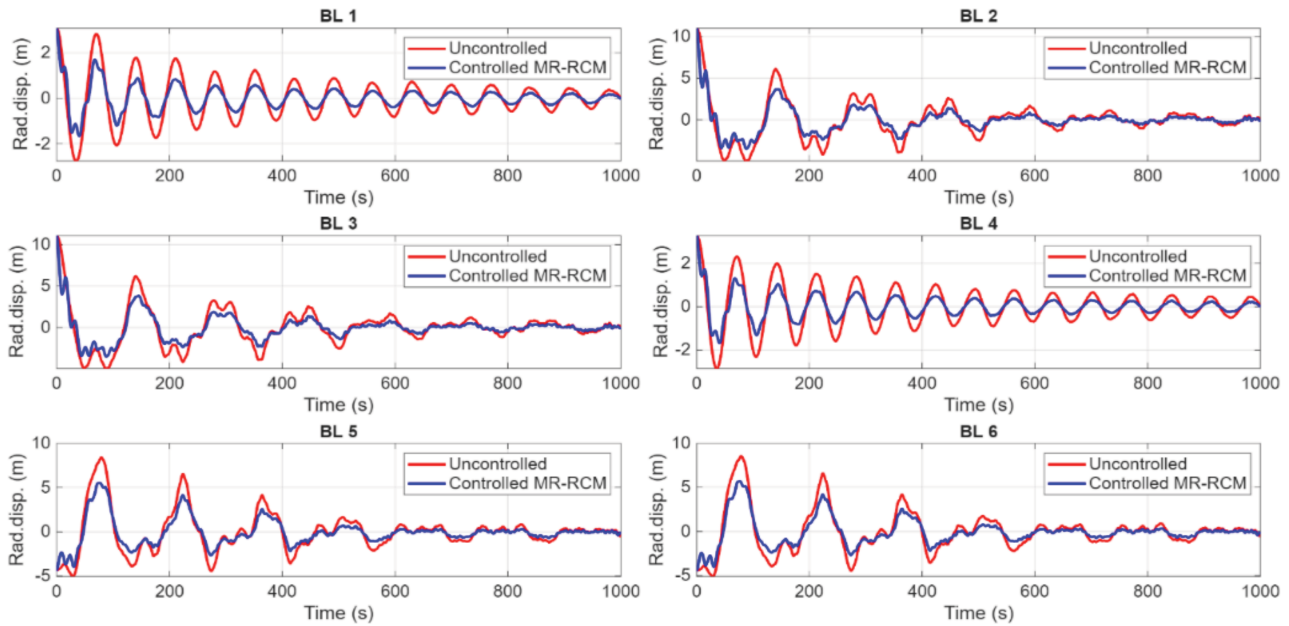 BL 1
Rad.disp. (m)
2
0
-2
Uncontrolled
Controlled MR-RCM
0 200 400 600 800 1000
Time (s)
BL 2
Rad.disp. (m)
10
5
0
Uncontrolled
Controlled MR-RCM
0 200 400 600 800 1000
Time (s)
BL 3
Rad.disp. (m)
10
5
0
Uncontrolled
Controlled MR-RCM
0 200 400 600 800 1000
Time (s)
BL 4
Rad.disp. (m)
2
0
-2
Uncontrolled
Controlled MR-RCM
0 200 400 600 800 1000
Time (s)
BL 5
Rad.disp. (m)
10
5
0
-5
Uncontrolled
Controlled MR-RCM
0 200 400 600 800 1000
Time (s)
BL 6
Rad.disp. (m)
10
5
0
-5
Uncontrolled
Controlled MR-RCM
0 200 400 600 800 1000
Time (s)